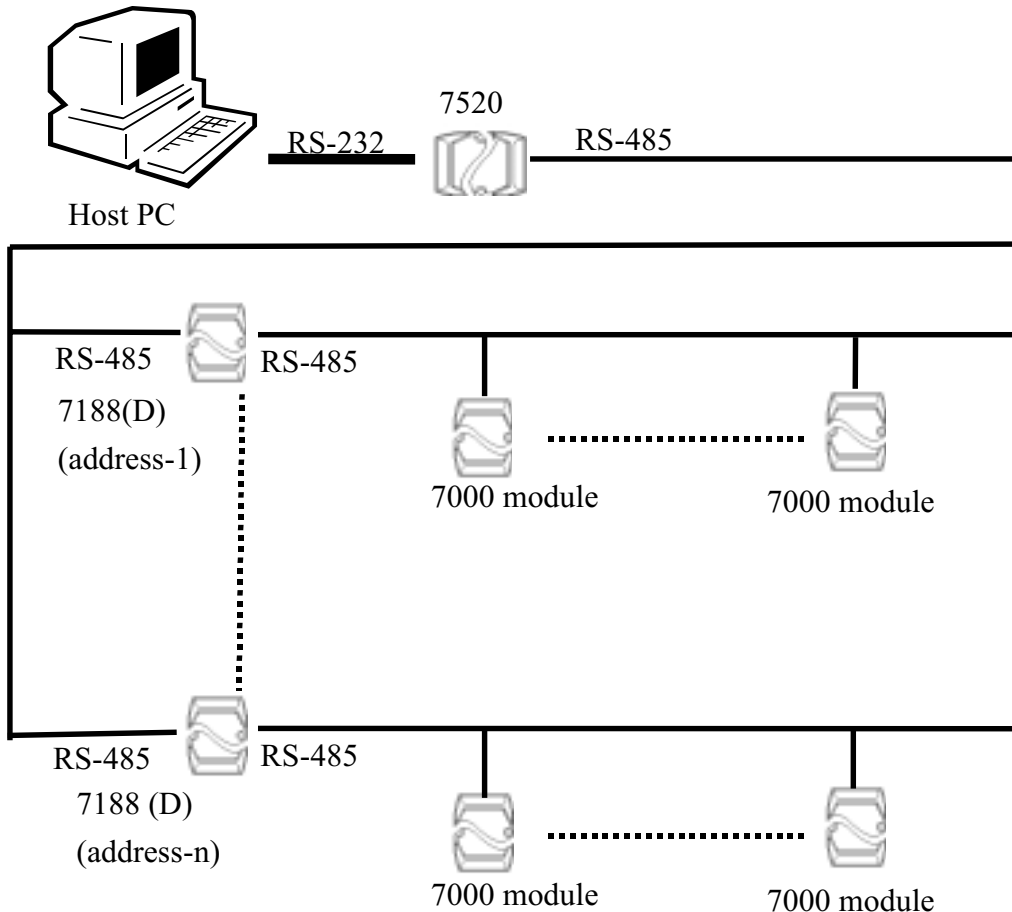 7520
RS-232
RS-485
Host PC
RS-485
RS-485
7188(D)
(address-1)
7000 module
7000 module
RS-485
RS-485
7188 (D)
(address-n)
7000 module
7000 module